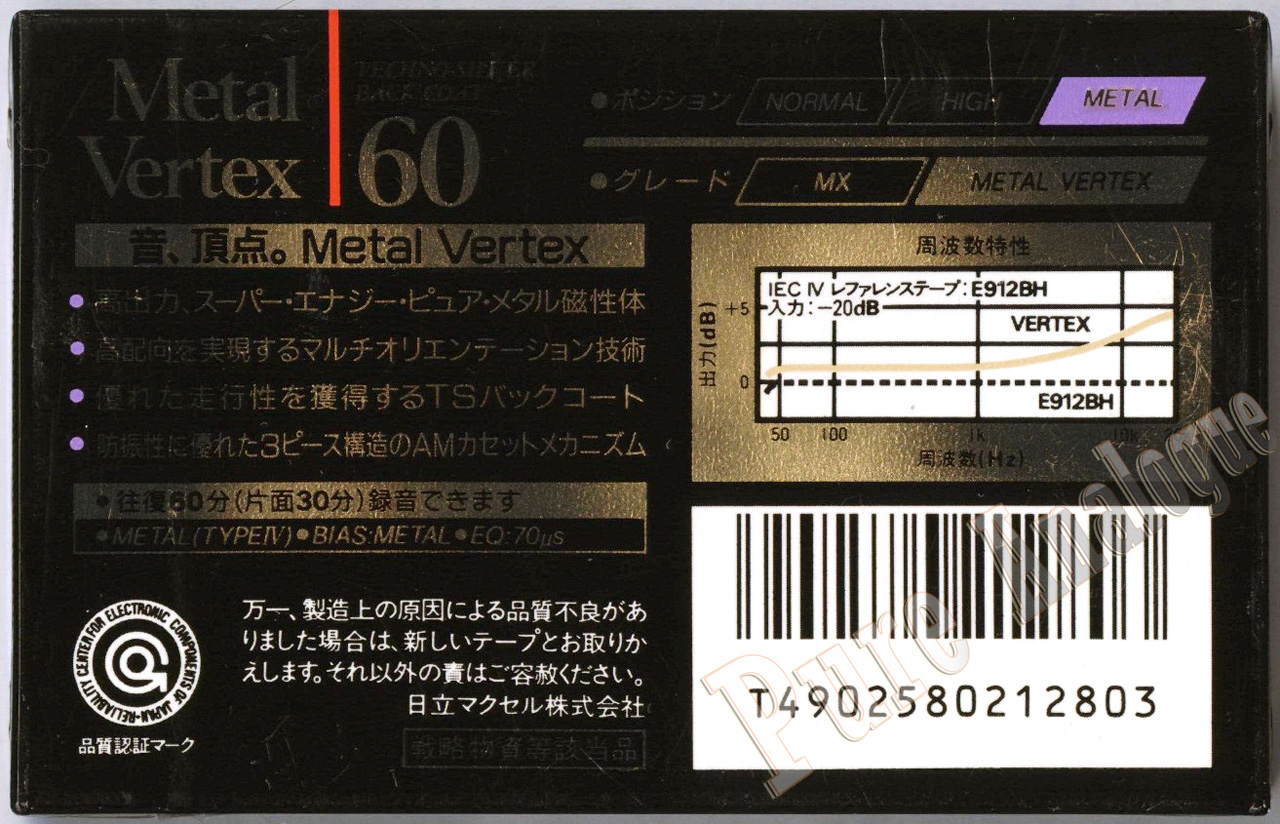 Metal
Vertex
60
TECHNO-SILVER
BACK COAT
●ポジション NORMAL HIGH METAL
●グレード MX METAL VERTEX
音、頂点。Metal Vertex
●高出力、スーパー・エナジー・ピュア・メタル磁性体
●高配向を実現するマルチオリエンテーション技術
●優れた走行性を獲得するTSバックコート
●防振性に優れた3ピース構造のAMカセットメカニズム
●往復60分(片面30分)録音できます
●METAL(TYPEⅣ)●BIAS:METAL●EQ:70μs
周波数特性
IEC Ⅳ レファレンステープ:E912BH
入力:−20dB
VERTEX
E912BH
出力(dB)
+5
0
50 100 1k 10k
周波数(Hz)
RELIABILITY CENTER FOR ELECTRONIC COMPONENTS OF JAPAN
品質認証マーク
万一、製造上の原因による品質不良があ
りました場合は、新しいテープとお取りか
えします。それ以外の責はご容赦ください。
日立マクセル株式会社
戦略物資等該当品
T4902580212803
Pure Analogue